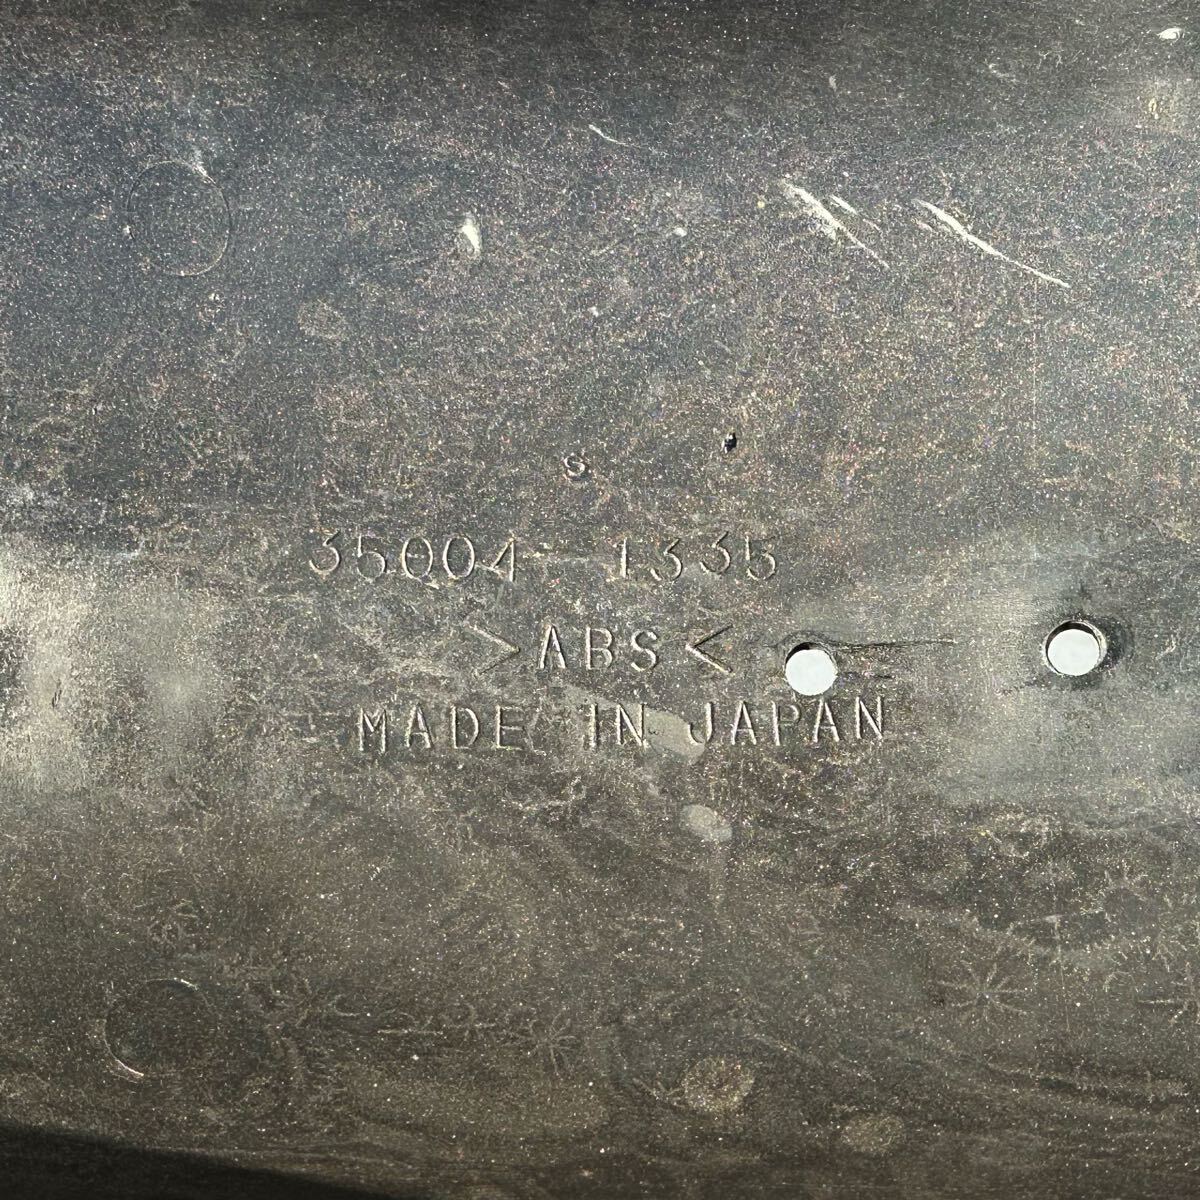 S
35004-1335
>ABS<
MADE IN JAPAN